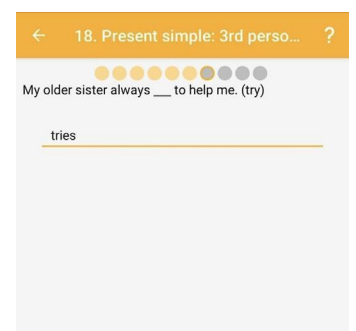 ← 18. Present simple: 3rd perso... ?
My older sister always ___ to help me. (try)
tries